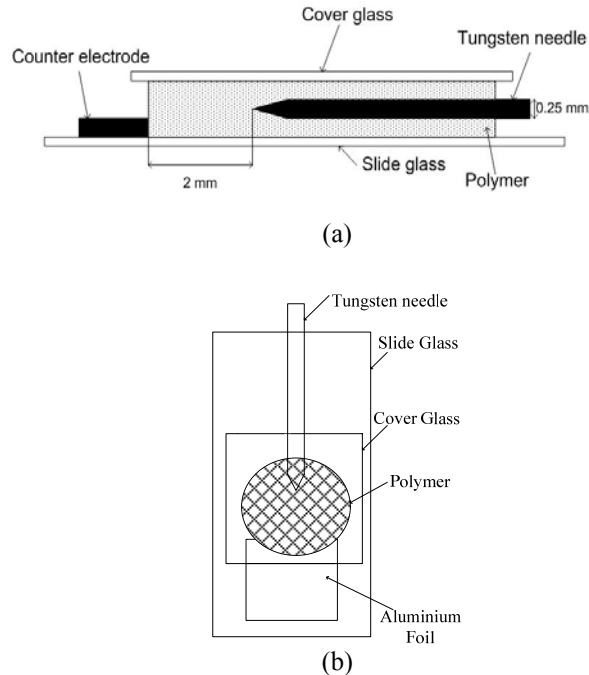 Cover glass
Tungsten needle
Counter electrode
0.25 mm
2 mm
Slide glass
Polymer
(a)
Tungsten needle
Slide Glass
Cover Glass
Polymer
Aluminium
Foil
(b)